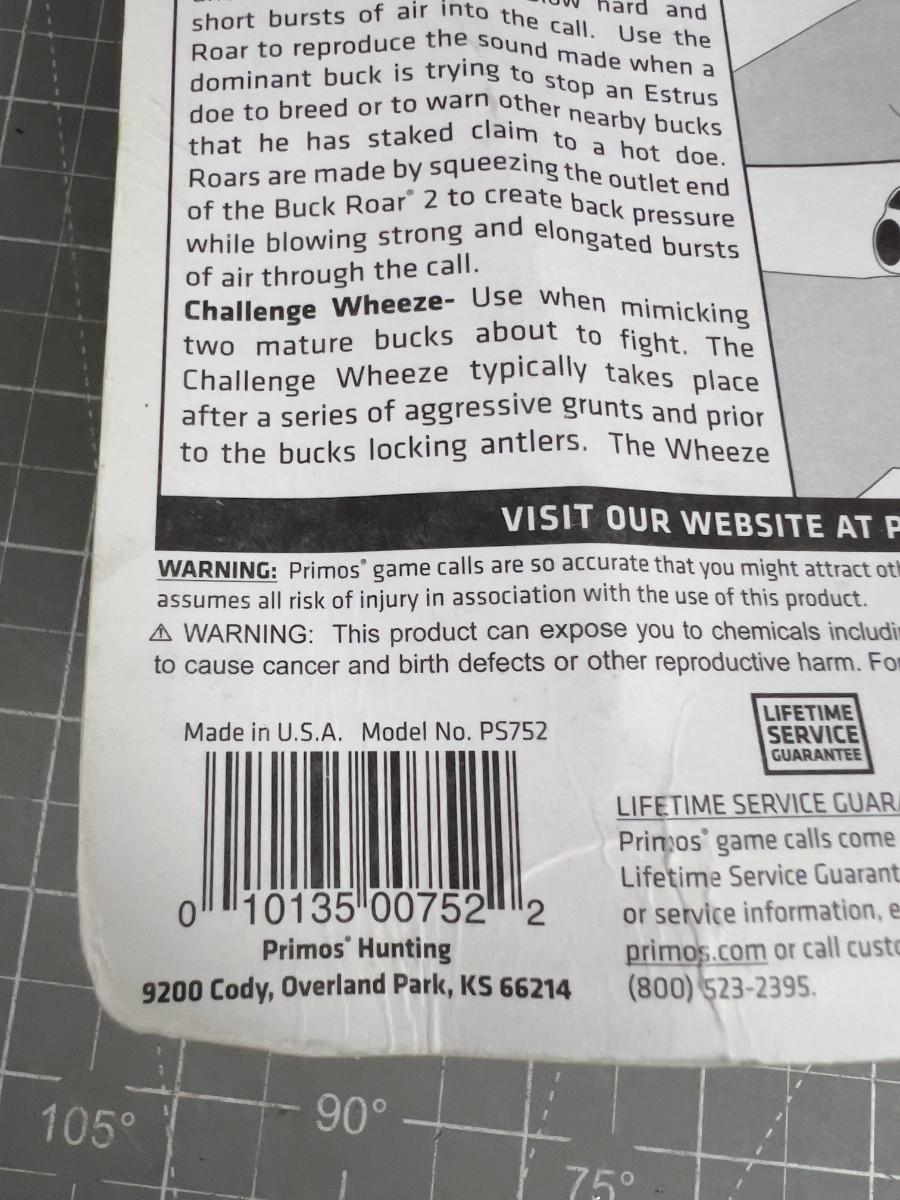 hard and
short bursts of air into the call. Use the
Roar to reproduce the sound made when a
dominant buck is trying to stop an Estrus
doe to breed or to warn other nearby bucks
that he has staked claim to a hot doe.
Roars are made by squeezing the outlet end
of the Buck Roar® 2 to create back pressure
while blowing strong and elongated bursts
of air through the call.
Challenge Wheeze- Use when mimicking
two mature bucks about to fight. The
Challenge Wheeze typically takes place
after a series of aggressive grunts and prior
to the bucks locking antlers. The Wheeze
VISIT OUR WEBSITE AT P
WARNING: Primos® game calls are so accurate that you might attract oth
assumes all risk of injury in association with the use of this product.
⚠ WARNING: This product can expose you to chemicals includi
to cause cancer and birth defects or other reproductive harm. For
Made in U.S.A. Model No. PS752
0 10135 00752 2
Primos® Hunting
9200 Cody, Overland Park, KS 66214
LIFETIME
SERVICE
GUARANTEE
LIFETIME SERVICE GUARA
Primos® game calls come
Lifetime Service Guarant
or service information, e
primos.com or call custo
(800) 523-2395.
105°
90°
75°